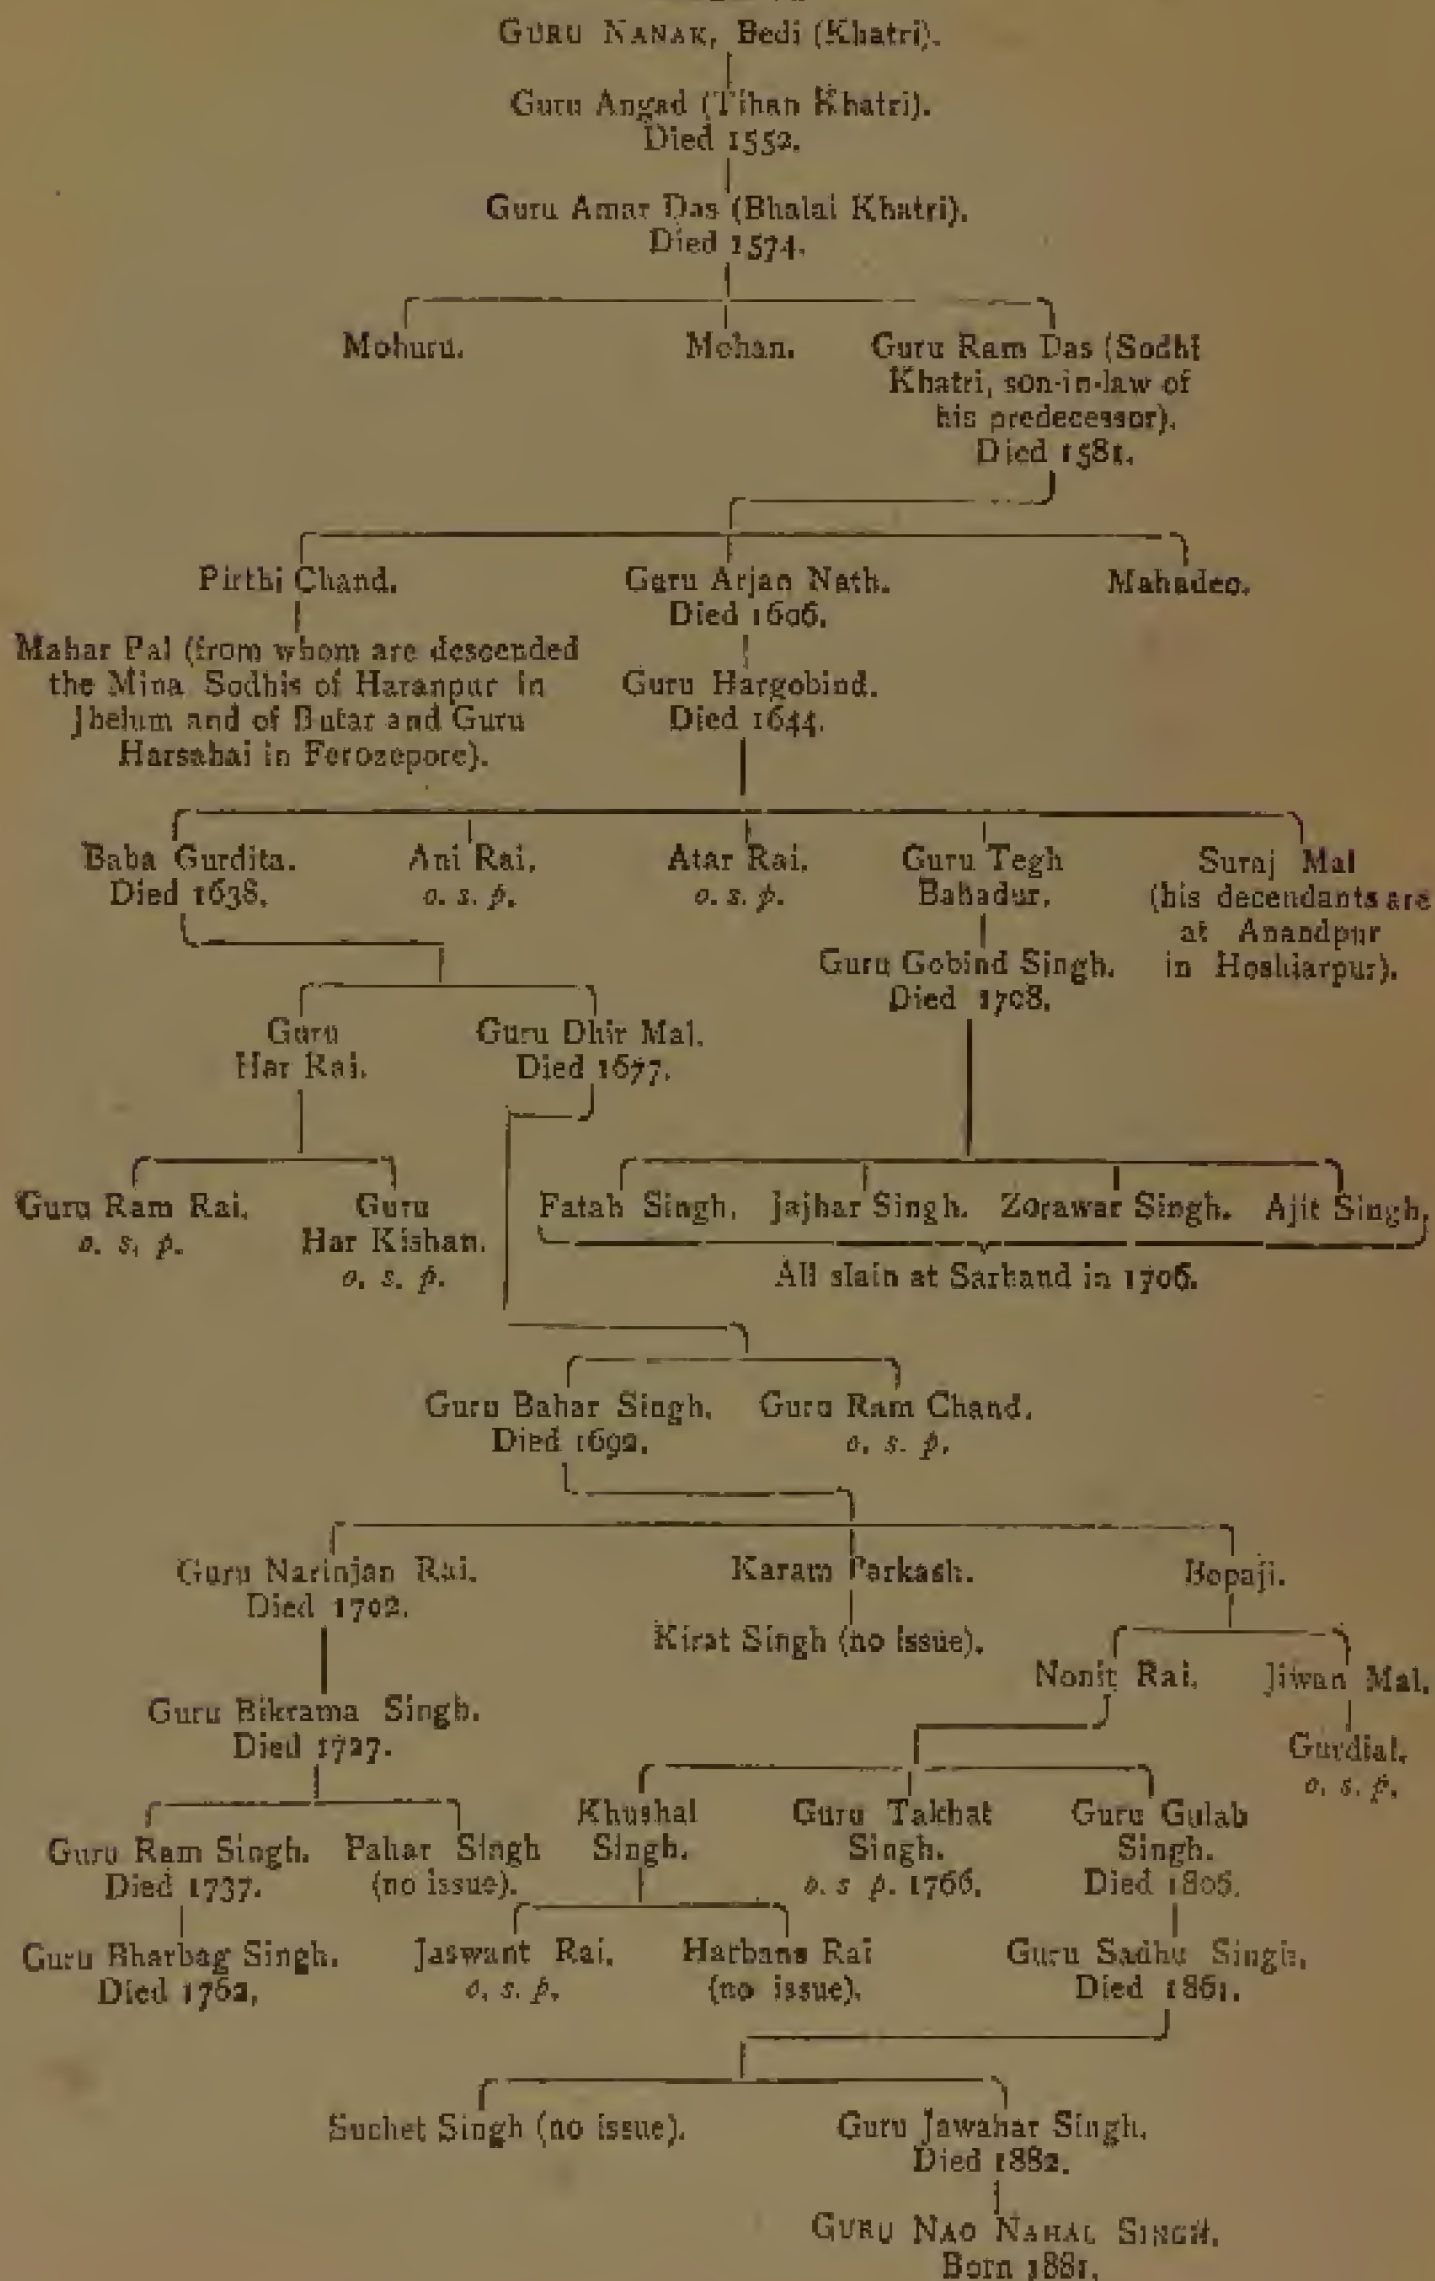 GURU NANAK, Bedi (Khatri).
Guru Angad (Tihan Khatri).
Died 1552.
Guru Amar Das (Bhalai Khatri).
Died 1574.
Mohuru.
Mohan.
Guru Ram Das (Sodhi
Khatri, son-in-law of
his predecessor).
Died 1581.
Pirthi Chand.
Guru Arjan Nath.
Died 1606.
Mahadeo.
Mahar Pal (from whom are descended
the Mina Sodhis of Haranpur in
Jhelum and of Butar and Guru
Harsahai in Ferozepore).
Guru Hargobind.
Died 1644.
Baba Gurdita.
Died 1638.
Ani Rai.
o. s. p.
Atar Rai.
o. s. p.
Guru Tegh
Bahadur.
Suraj Mal
(his decendants are
at Anandpur
in Hoshiarpur).
Guru Gobind Singh.
Died 1708.
Guru
Har Rai.
Guru Dhir Mal.
Died 1677.
Guru Ram Rai.
o. s. p.
Guru
Har Kishan.
o. s. p.
Fatah Singh.
Jajhar Singh.
Zorawar Singh.
Ajit Singh.
All slain at Sarhand in 1706.
Guru Bahar Singh.
Died 1692.
Guru Ram Chand.
o. s. p.
Guru Narinjan Rai.
Died 1702.
Karam Parkash.
Bopaji.
Kirat Singh (no issue).
Nonit Rai.
Jiwan Mal.
Guru Bikrama Singh.
Died 1727.
Gurdial.
o. s. p.
Guru Ram Singh.
Died 1737.
Pahar Singh
(no issue).
Khushal
Singh.
Guru Takhat
Singh.
o. s p. 1766.
Guru Gulab
Singh.
Died 1806.
Guru Bharbag Singh.
Died 1762.
Jaswant Rai.
o. s. p.
Harbans Rai
(no issue).
Guru Sadhu Singh.
Died 1861.
Suchet Singh (no issue).
Guru Jawahar Singh.
Died 1882.
GURU NAO NAHAL SINGH.
Born 1881.